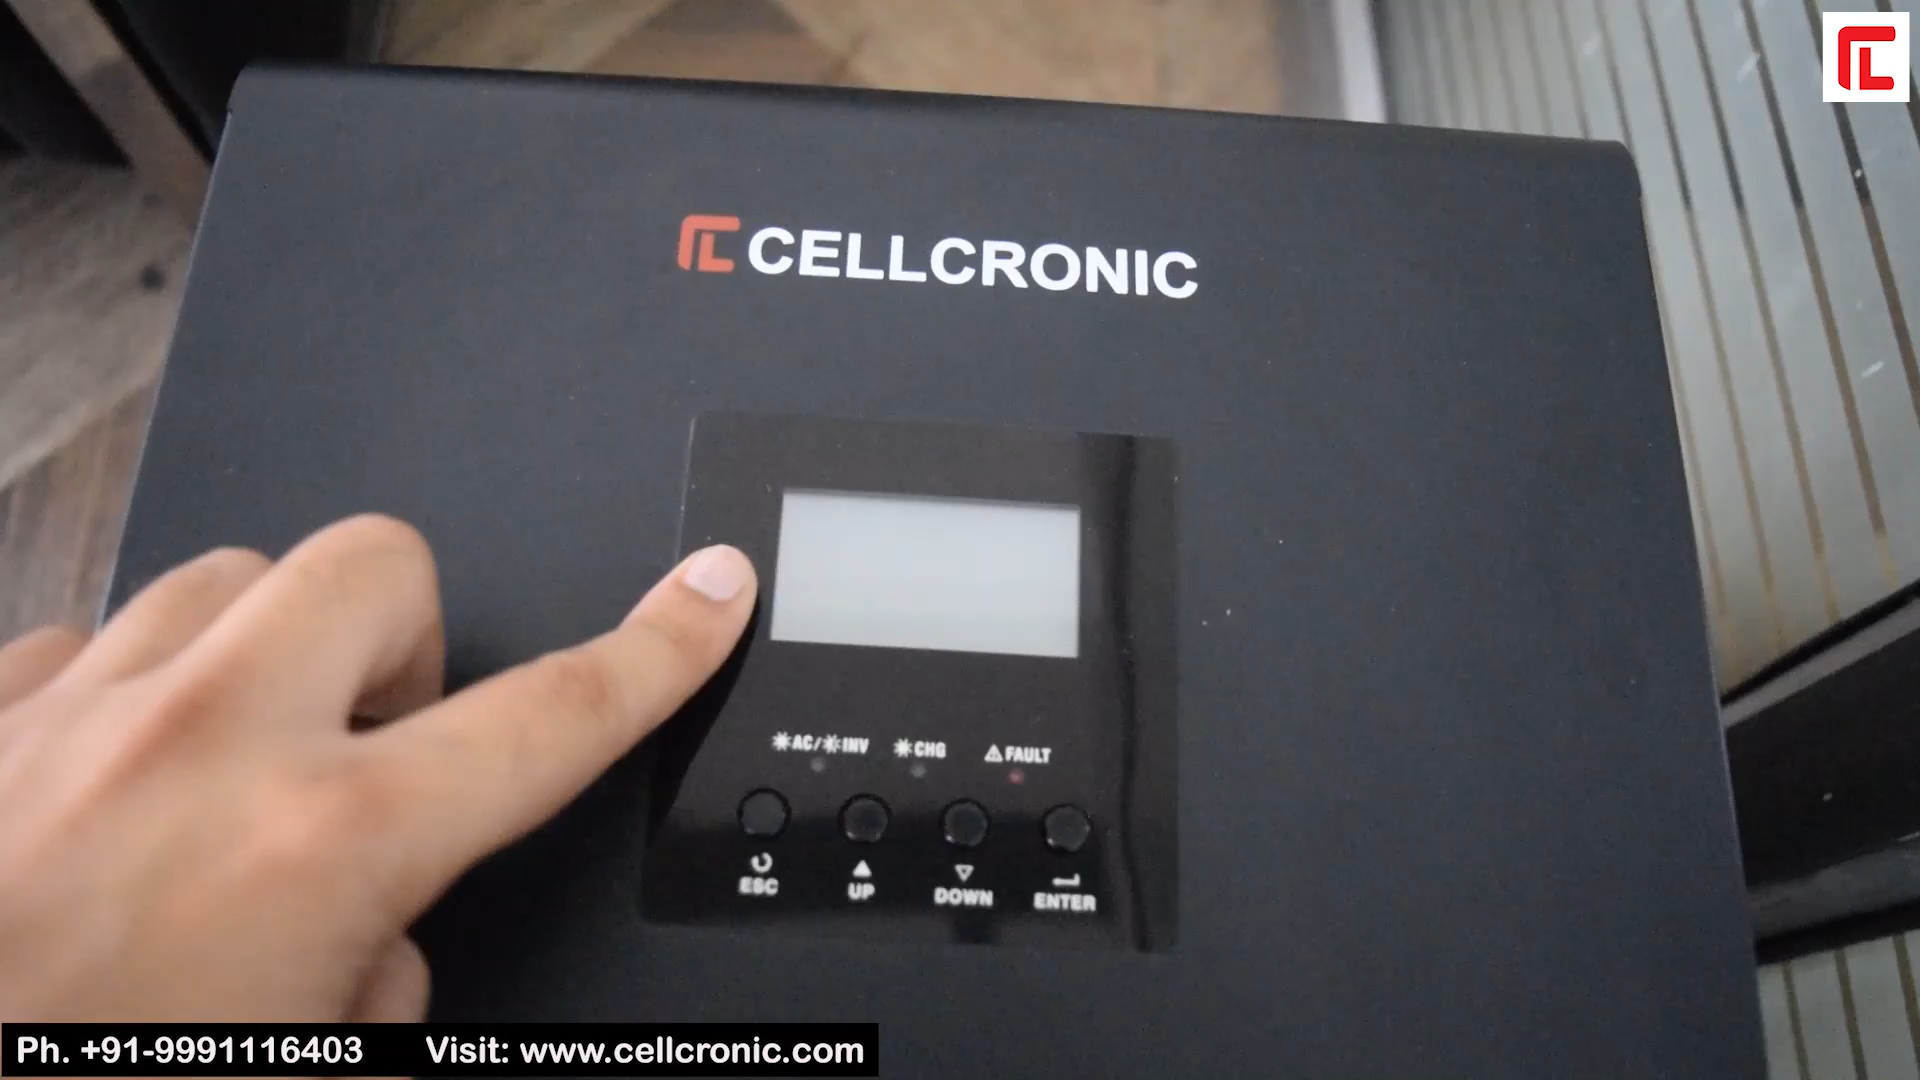 CELLCRONIC
AC/ INV CHG FAULT
ESC UP DOWN ENTER
Ph. +91-9991116403 Visit: www.cellcronic.com